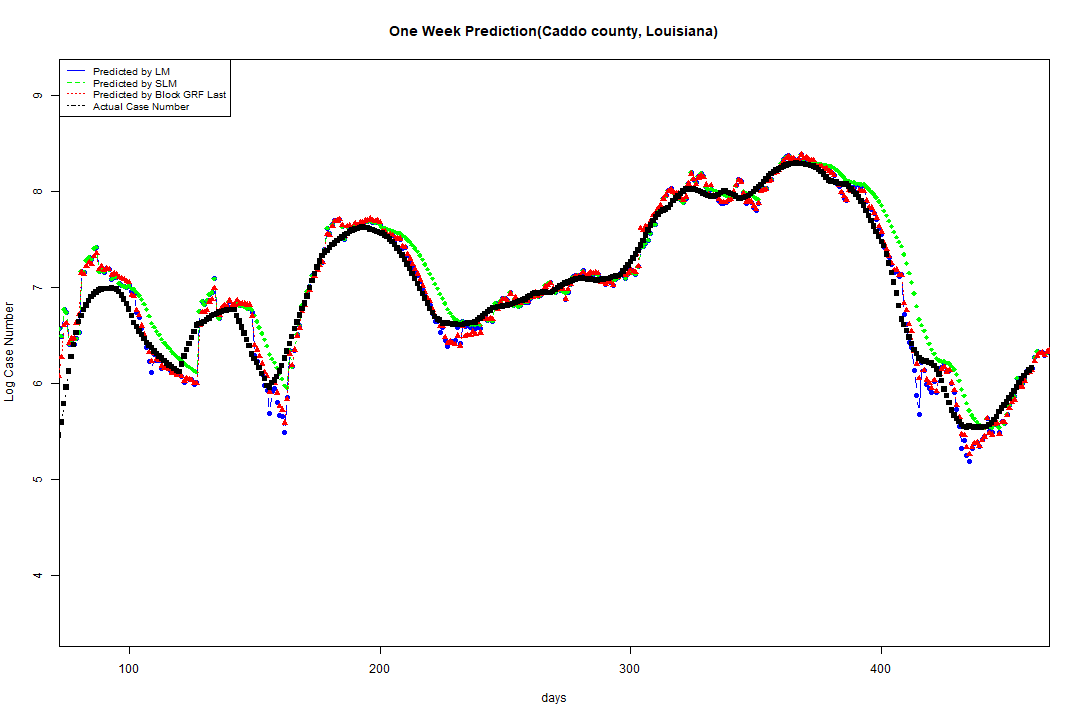 One Week Prediction(Caddo county, Louisiana)
Predicted by LM
Predicted by SLM
Predicted by Block GRF Last
Actual Case Number
Log Case Number
9
8
7
6
5
4
100
200
300
400
days